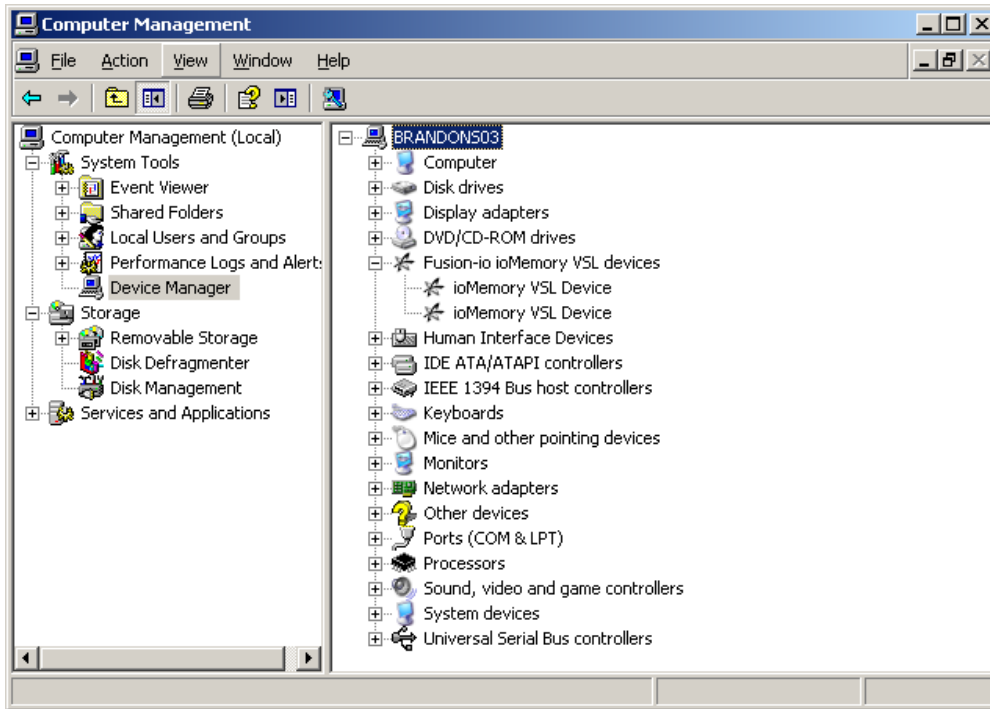 Computer Management
File Action View Window Help
Computer Management (Local)
System Tools
Event Viewer
Shared Folders
Local Users and Groups
Performance Logs and Alert
Device Manager
Storage
Removable Storage
Disk Defragmenter
Disk Management
Services and Applications
BRANDONS03
Computer
Disk drives
Display adapters
DVD/CD-ROM drives
Fusion-io ioMemory VSL devices
ioMemory VSL Device
ioMemory VSL Device
Human Interface Devices
IDE ATA/ATAPI controllers
IEEE 1394 Bus host controllers
Keyboards
Mice and other pointing devices
Monitors
Network adapters
Other devices
Ports (COM & LPT)
Processors
Sound, video and game controllers
System devices
Universal Serial Bus controllers